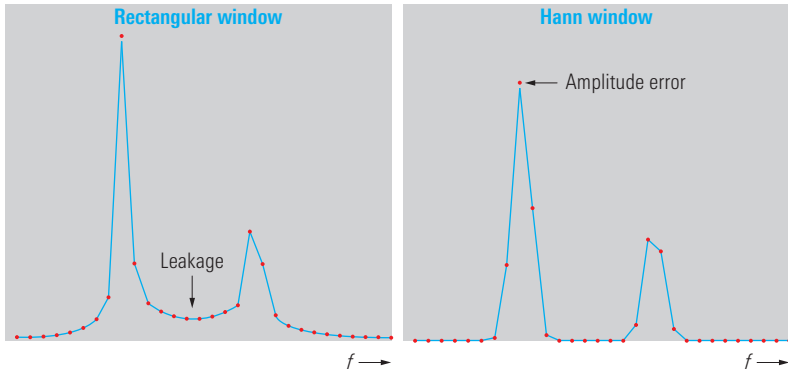 Rectangular window
Leakage
f
Hann window
Amplitude error
f